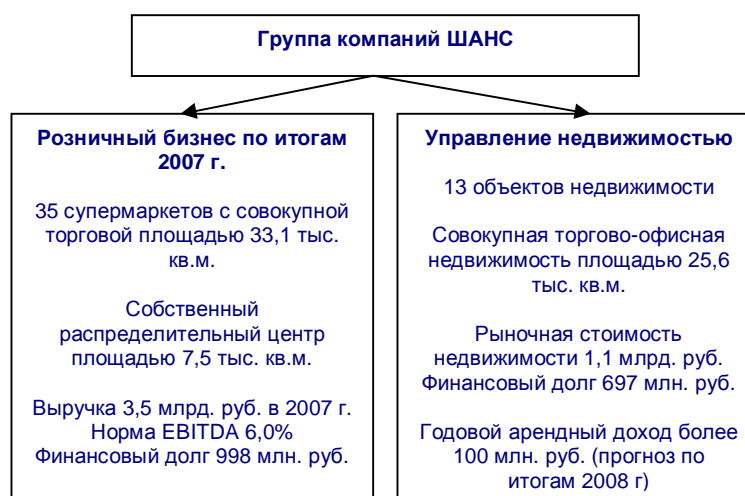 Группа компаний ШАНС
Розничный бизнес по итогам
2007 г.
35 супермаркетов с совокупной
торговой площадью 33,1 тыс.
кв.м.
Собственный
распределительный центр
площадью 7,5 тыс. кв.м.
Выручка 3,5 млрд. руб. в 2007 г.
Норма EBITDA 6,0%
Финансовый долг 998 млн. руб.
Управление недвижимостью
13 объектов недвижимости
Совокупная торгово-офисная
недвижимость площадью 25,6
тыс. кв.м.
Рыночная стоимость
недвижимости 1,1 млрд. руб.
Финансовый долг 697 млн. руб.
Годовой арендный доход более
100 млн. руб. (прогноз по
итогам 2008 г)